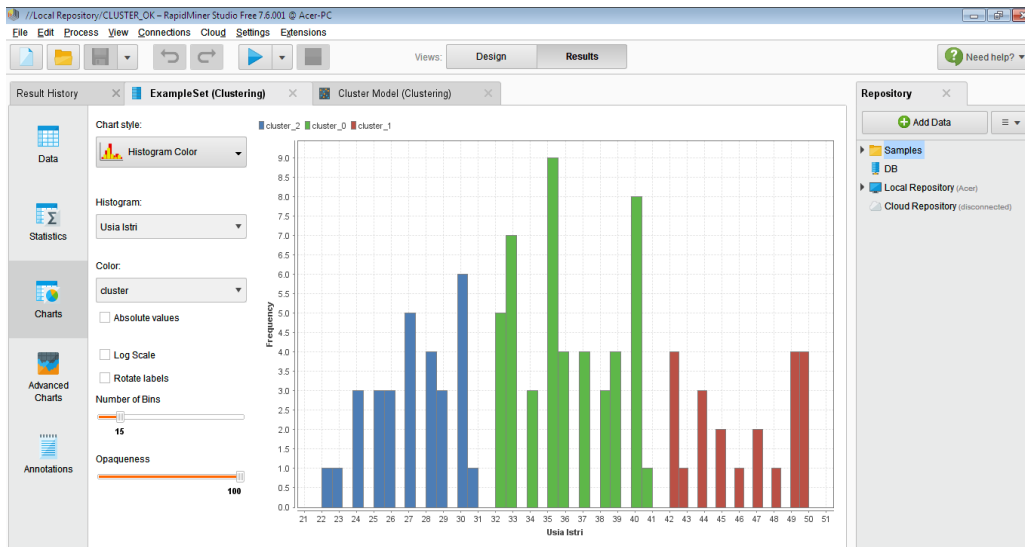 //Local Repository/CLUSTER_OK – RapidMiner Studio Free 7.6.001 @ Acer-PC
File Edit Process View Connections Cloud Settings Extensions
Views: Design Results Need help?
Result History ExampleSet (Clustering) Cluster Model (Clustering) Repository
Data
Statistics
Charts
Advanced
Charts
Annotations
Chart style:
Histogram Color
Histogram:
Usia Istri
Color:
cluster
Absolute values
Log Scale
Rotate labels
Number of Bins
15
Opaqueness
100
cluster_2 cluster_0 cluster_1
9.0
8.5
8.0
7.5
7.0
6.5
6.0
5.5
5.0
4.5
4.0
3.5
3.0
2.5
2.0
1.5
1.0
0.5
0.0
Frequency
21 22 23 24 25 26 27 28 29 30 31 32 33 34 35 36 37 38 39 40 41 42 43 44 45 46 47 48 49 50 51
Usia Istri
Add Data
Samples
DB
Local Repository (Acer)
Cloud Repository (disconnected)